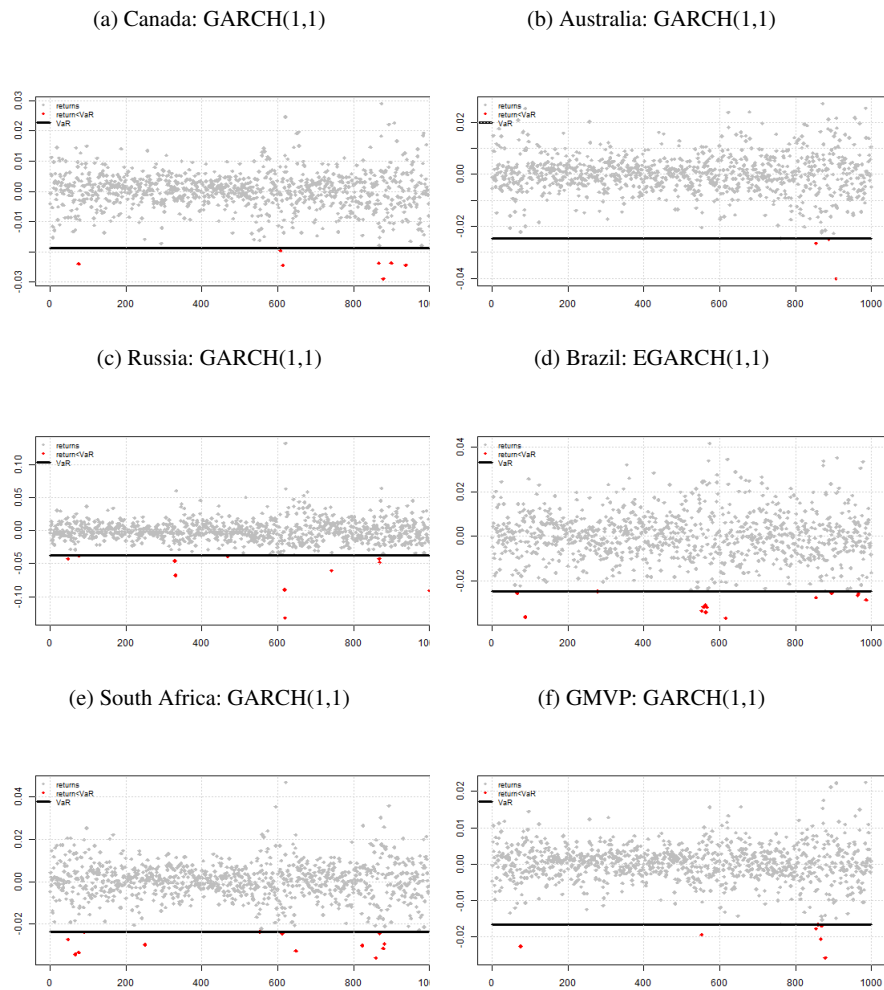 (a) Canada: GARCH(1,1)
(b) Australia: GARCH(1,1)
returns
return<VaR
VaR
0.03
0.02
0.01
0.00
-0.01
-0.03
0 200 400 600 800 100
returns
return<VaR
VaR
0.02
0.00
-0.02
-0.04
0 200 400 600 800 1000
(c) Russia: GARCH(1,1)
(d) Brazil: EGARCH(1,1)
returns
return<VaR
VaR
0.10
0.05
0.00
-0.05
-0.10
0 200 400 600 800 100
returns
return<VaR
VaR
0.04
0.02
0.00
-0.02
0 200 400 600 800 1000
(e) South Africa: GARCH(1,1)
(f) GMVP: GARCH(1,1)
returns
return<VaR
VaR
0.04
0.02
0.00
-0.02
0 200 400 600 800 100
returns
return<VaR
VaR
0.02
0.01
0.00
-0.01
-0.02
0 200 400 600 800 1000